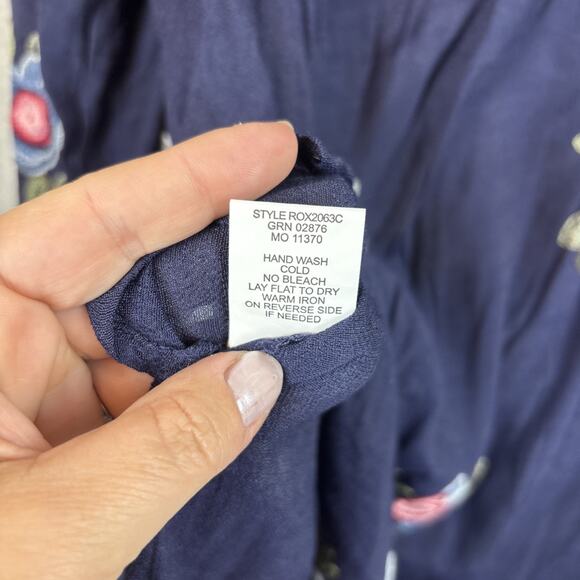 STYLE ROX2063C
GRN 02876
MO 11370
HAND WASH
COLD
NO BLEACH
LAY FLAT TO DRY
WARM IRON
ON REVERSE SIDE
IF NEEDED